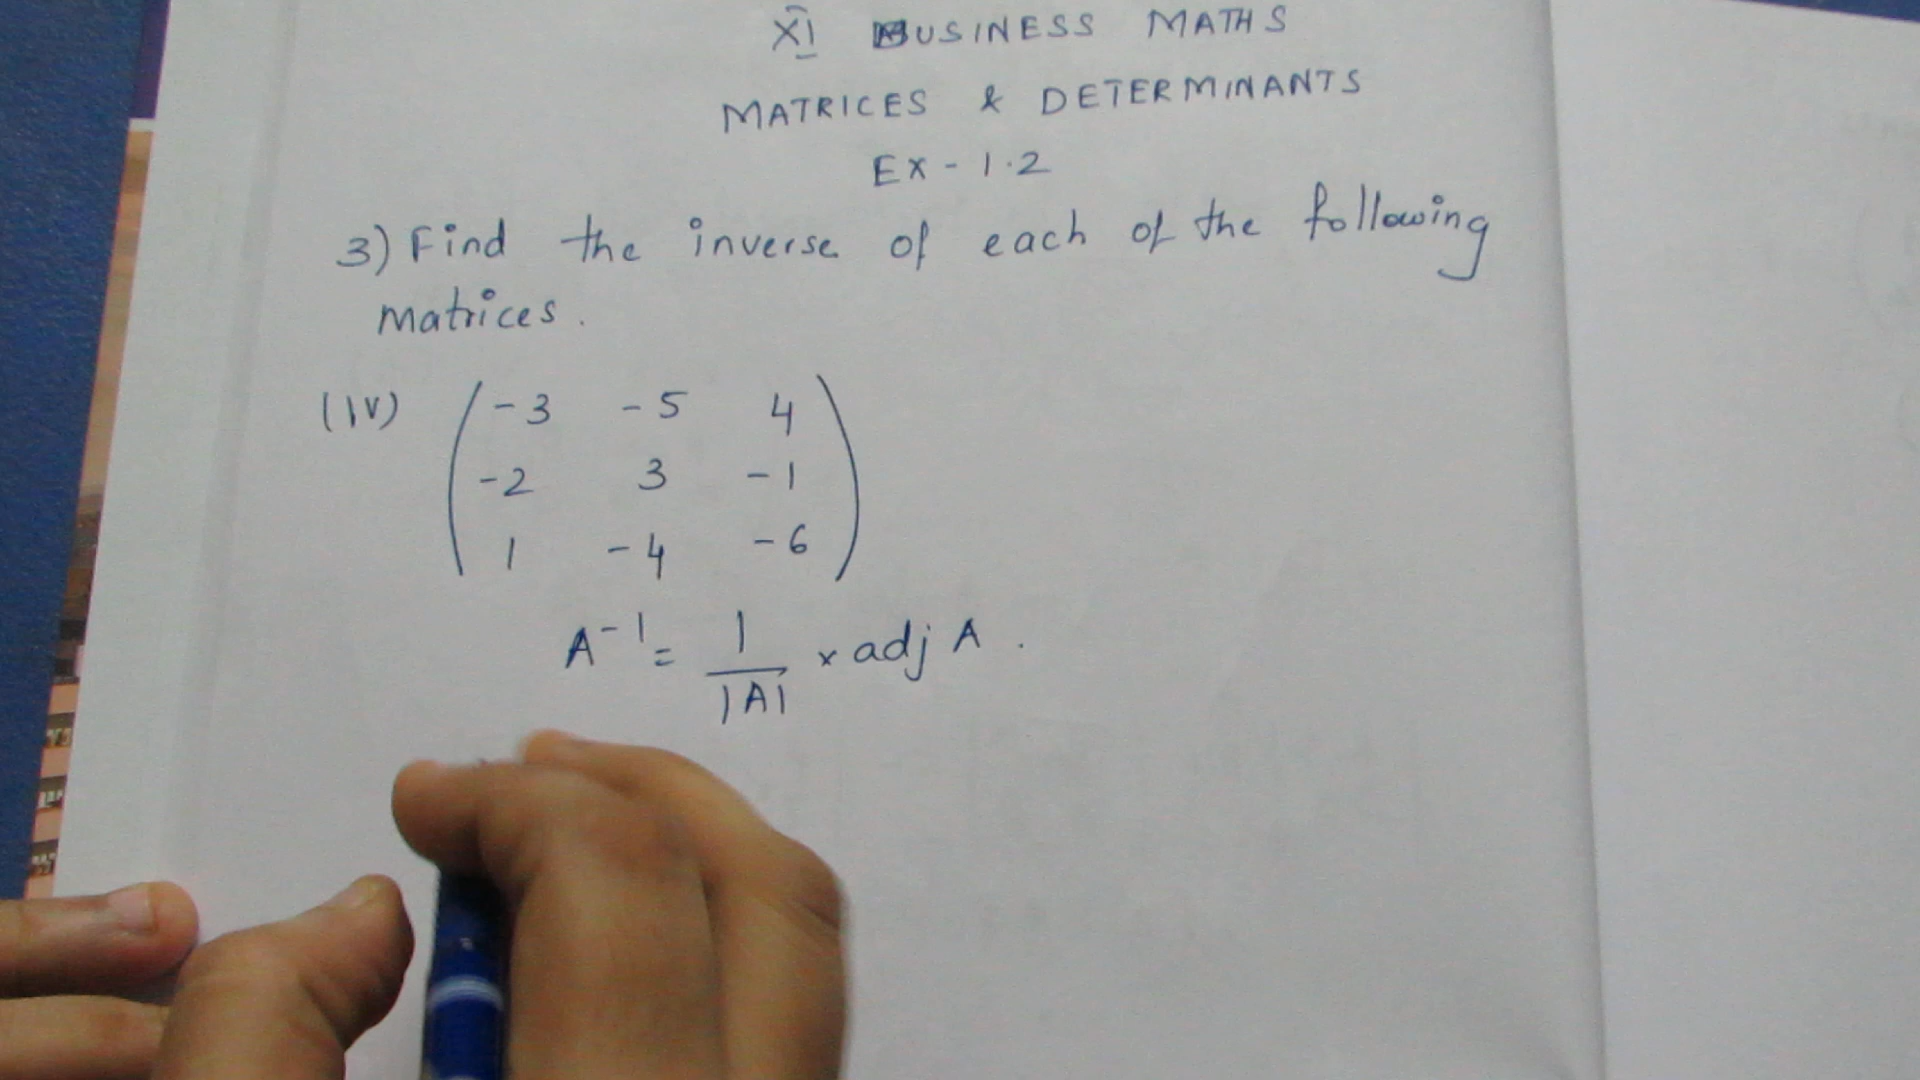 XI BUSINESS MATHS
MATRICES & DETERMINANTS
EX - 1.2
3) Find the inverse of each of the following
matrices.
(iv) ( -3 -5 4 )
-2 3 -1
1 -4 -6
A⁻¹ = 1/|A| × adj A.